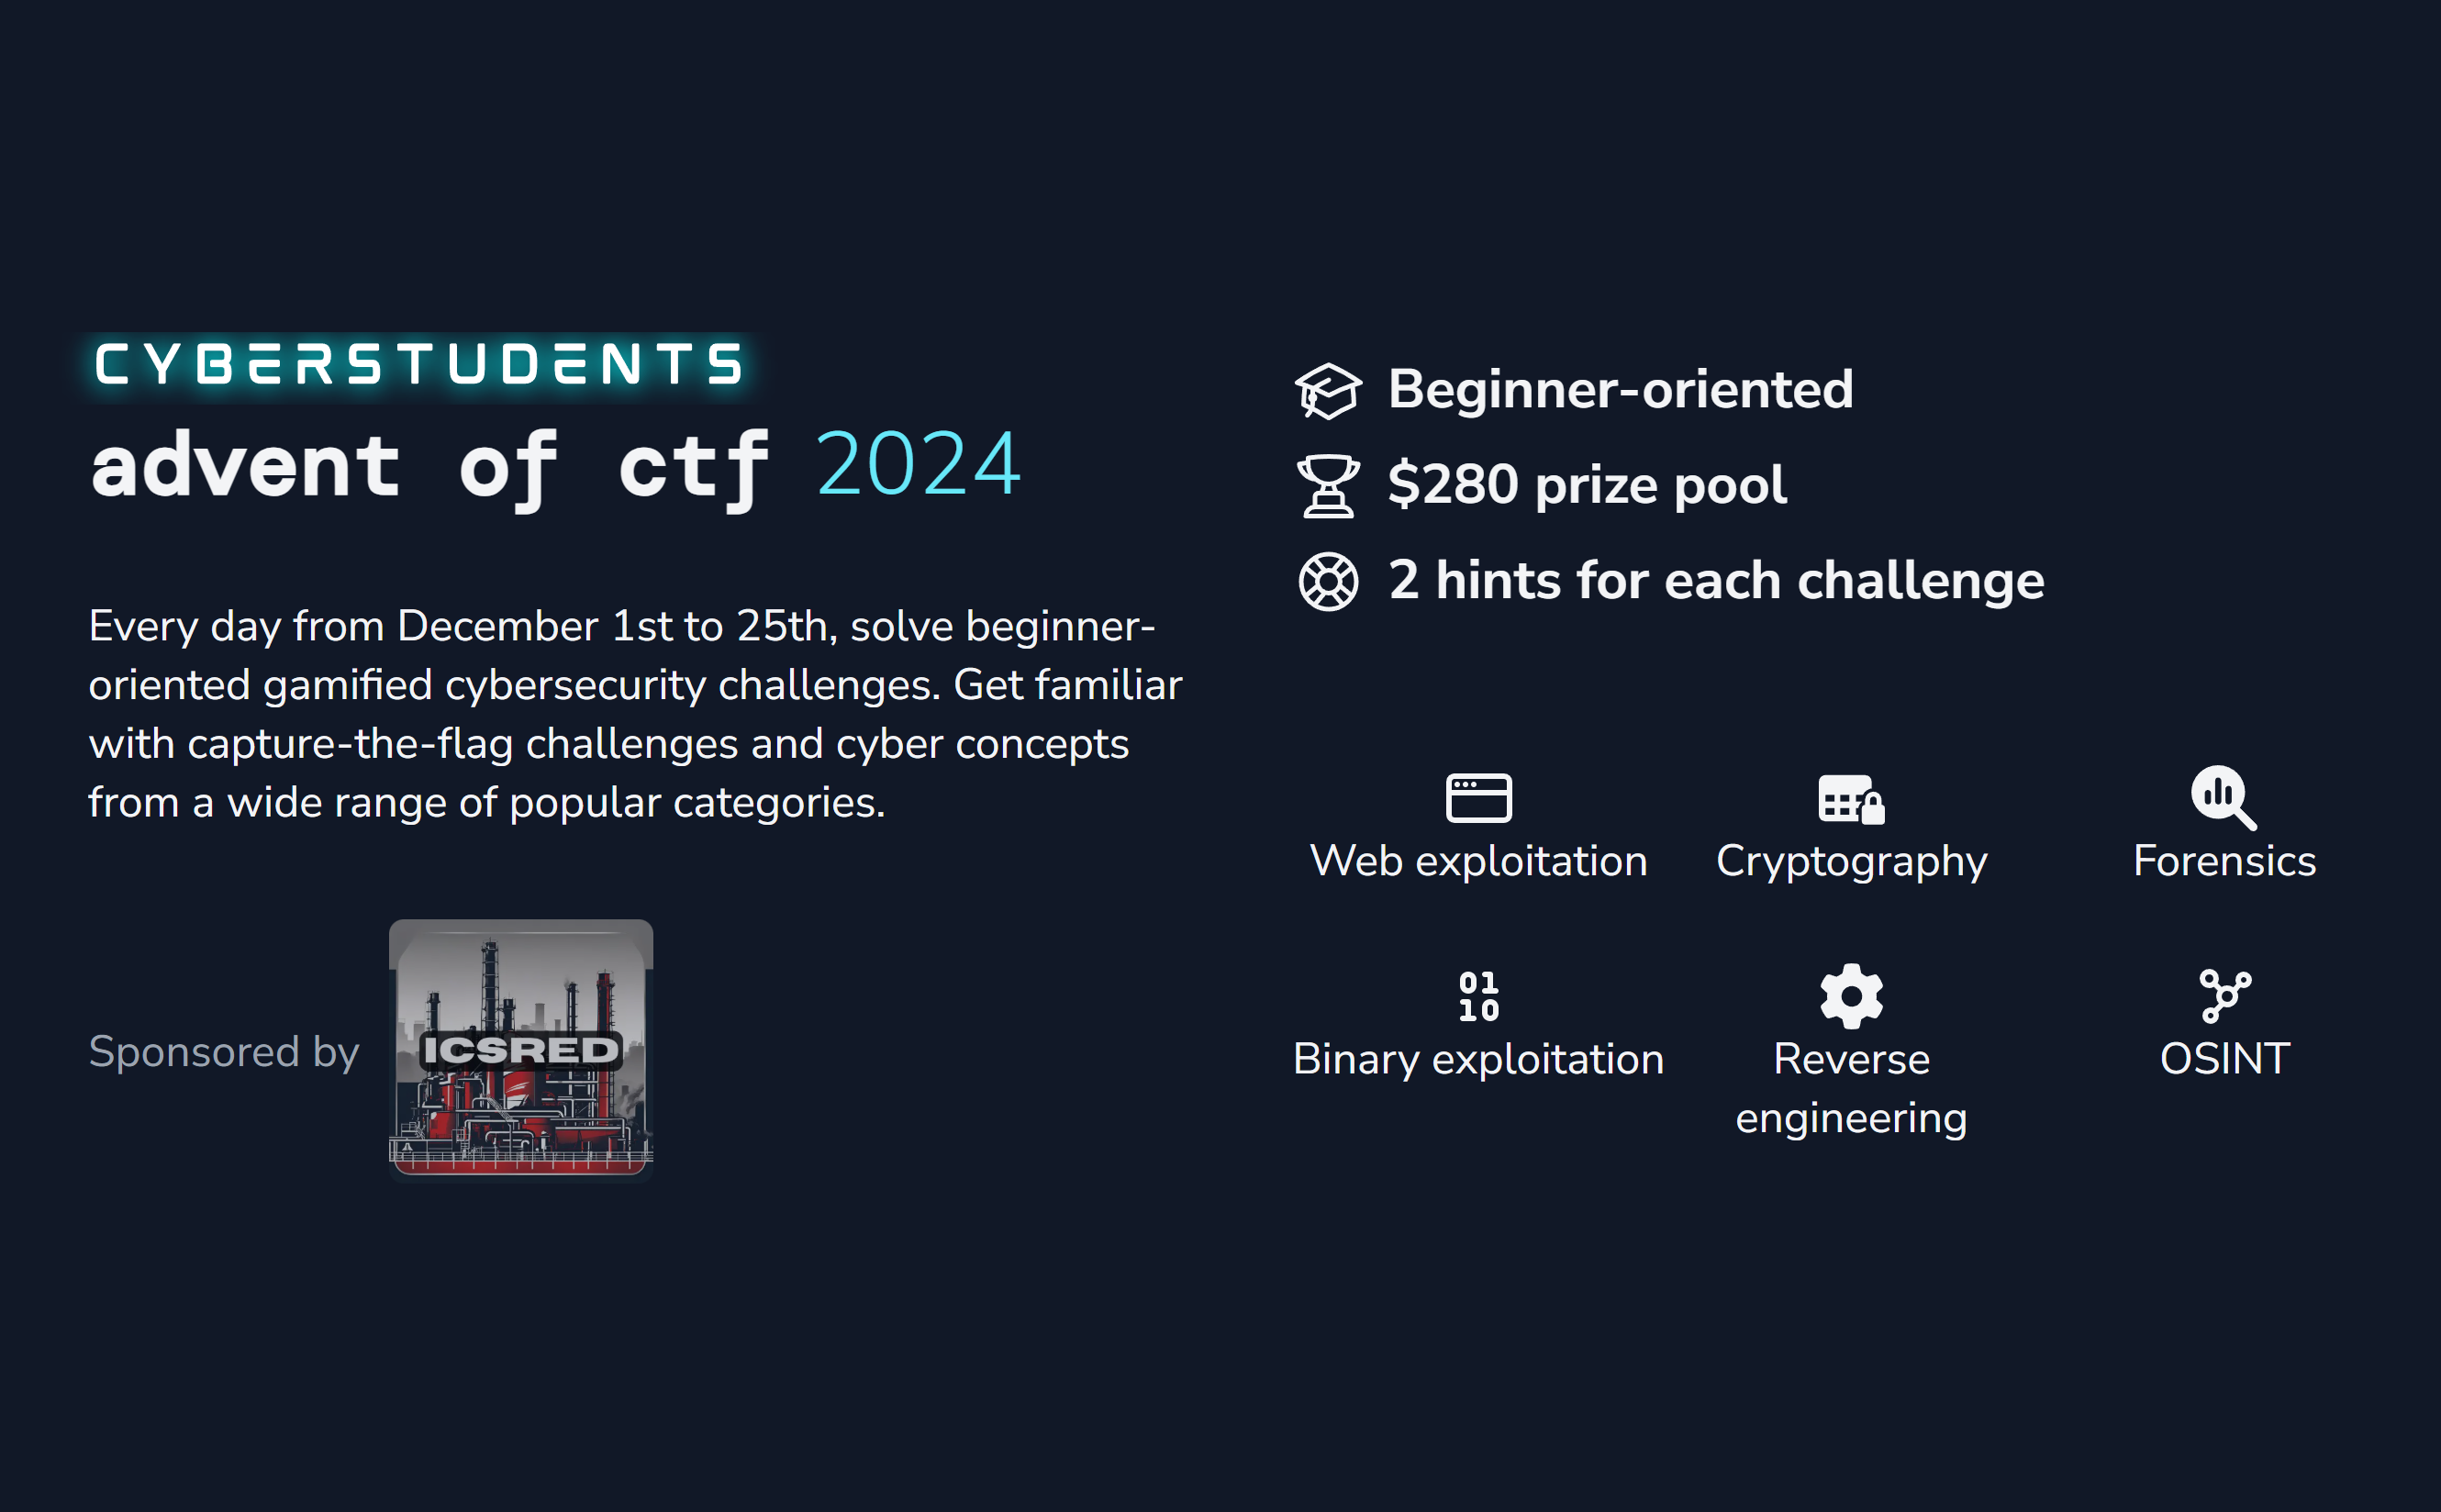 CYBERSTUDENTS
advent of ctf 2024
Every day from December 1st to 25th, solve beginner-
oriented gamified cybersecurity challenges. Get familiar
with capture-the-flag challenges and cyber concepts
from a wide range of popular categories.
Sponsored by
ICSRED
Beginner-oriented
$280 prize pool
2 hints for each challenge
Web exploitation
Cryptography
Forensics
01
10
Binary exploitation
Reverse
engineering
OSINT